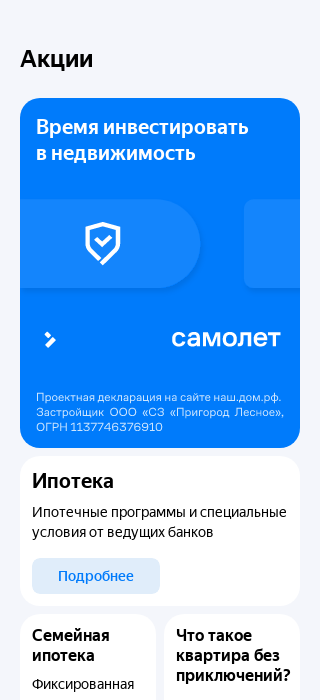 Акции
Время инвестировать
в недвижимость
самолет
Проектная декларация на сайте наш.дом.рф.
Застройщик ООО «СЗ «Пригород Лесное»,
ОГРН 1137746376910
Ипотека
Ипотечные программы и специальные
условия от ведущих банков
Подробнее
Семейная
ипотека
Фиксированная
Что такое
квартира без
приключений?